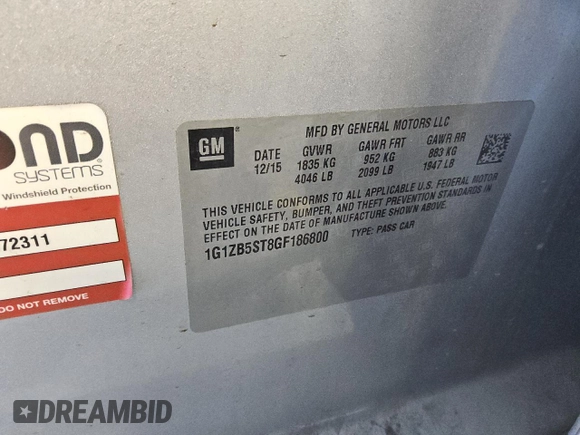 OND
SYSTEMS
®
Windshield Protection
72311
DO NOT REMOVE
GM
MFD BY GENERAL MOTORS LLC
DATE GVWR GAWR FRT GAWR RR
12/15 1835 KG 952 KG 883 KG
4046 LB 2099 LB 1947 LB
THIS VEHICLE CONFORMS TO ALL APPLICABLE U.S. FEDERAL MOTOR
VEHICLE SAFETY, BUMPER, AND THEFT PREVENTION STANDARDS IN
EFFECT ON THE DATE OF MANUFACTURE SHOWN ABOVE.
1G1ZB5ST8GF186800 TYPE: PASS CAR
DREAMBID